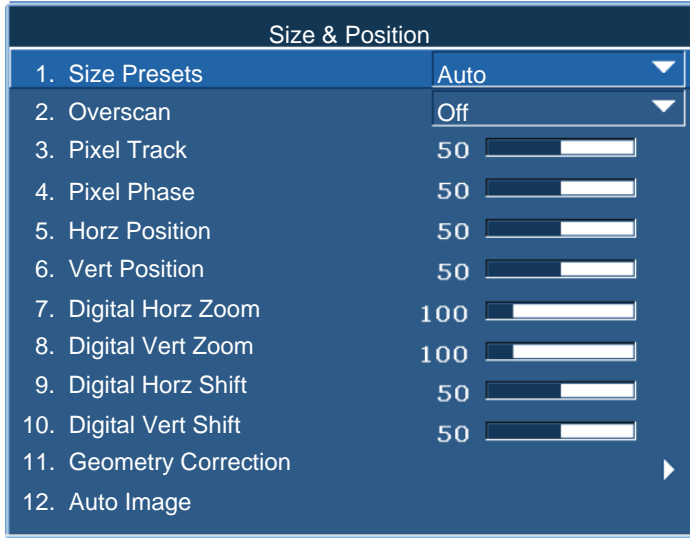 Size & Position
1. Size Presets Auto
2. Overscan Off
3. Pixel Track 50
4. Pixel Phase 50
5. Horz Position 50
6. Vert Position 50
7. Digital Horz Zoom 100
8. Digital Vert Zoom 100
9. Digital Horz Shift 50
10. Digital Vert Shift 50
11. Geometry Correction
12. Auto Image